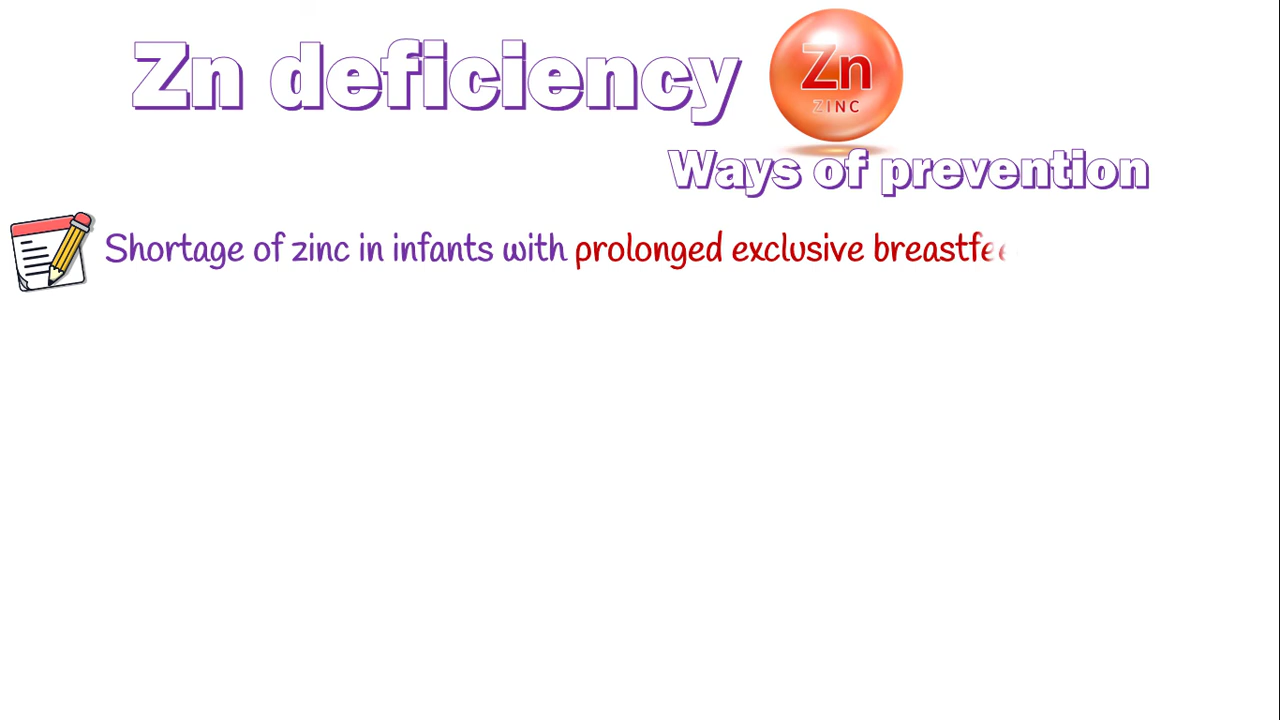 Zn deficiency
Zn
ZINC
Ways of prevention
Shortage of zinc in infants with prolonged exclusive